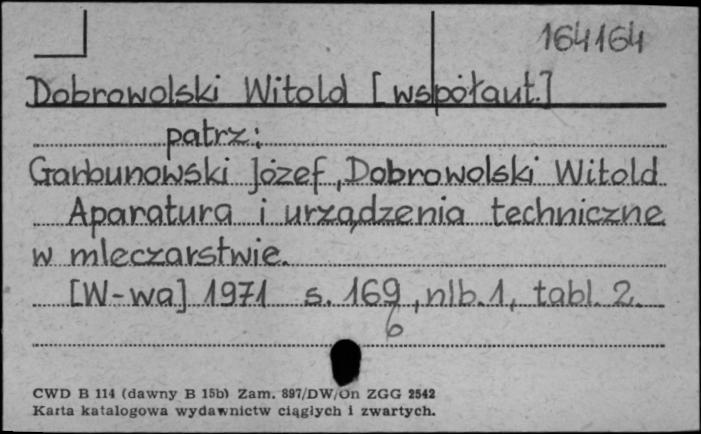 164164
Dobrowolski Witold [współaut.]
patrz:
Garbunowski Józef, Dobrowolski Witold
Aparatura i urządzenia techniczne
w mleczarstwie.
[W-wa] 1971 s. 169, nlb. 1, tabl. 2.
6
CWD B 114 (dawny B 15b) Zam. 897/DW/On ZGG 2542
Karta katalogowa wydawnictw ciągłych i zwartych.